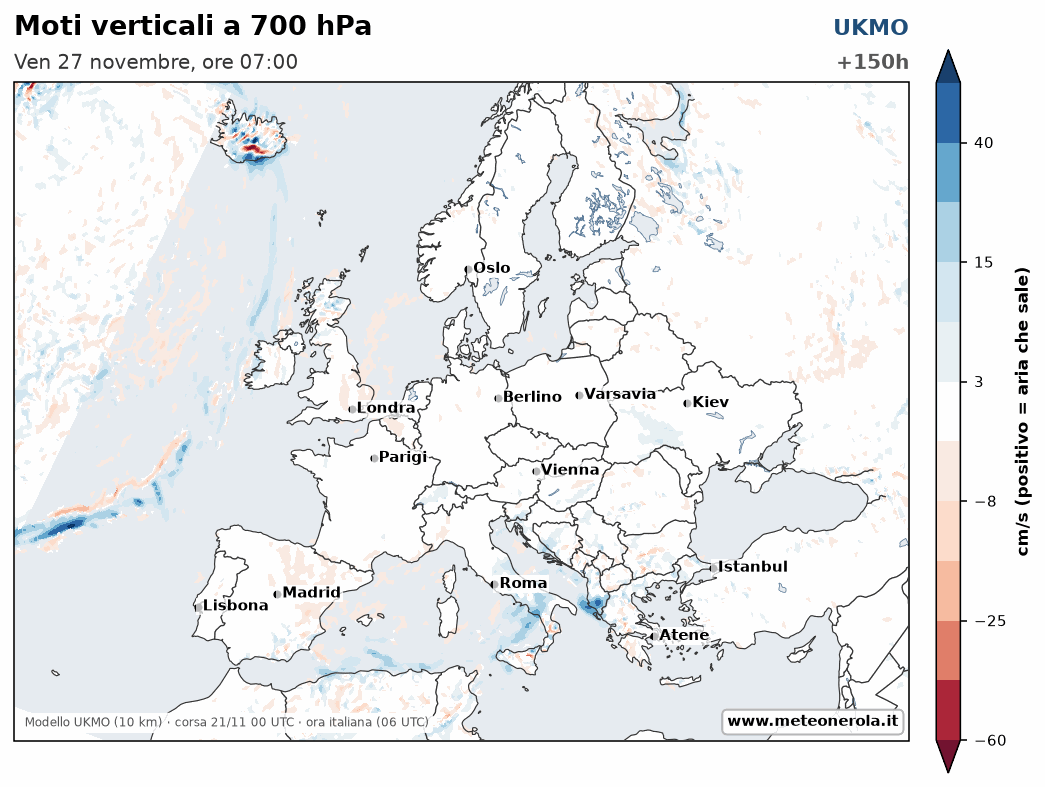 Moti verticali a 700 hPa
UKMO
Ven 27 novembre, ore 07:00
+150h
40
15
3
−8
−25
−60
cm/s (positivo = aria che sale)
Oslo
Londra
Berlino
Varsavia
Kiev
Parigi
Vienna
Istanbul
Roma
Madrid
Lisbona
Atene
Modello UKMO (10 km) · corsa 21/11 00 UTC · ora italiana (06 UTC)
www.meteonerola.it